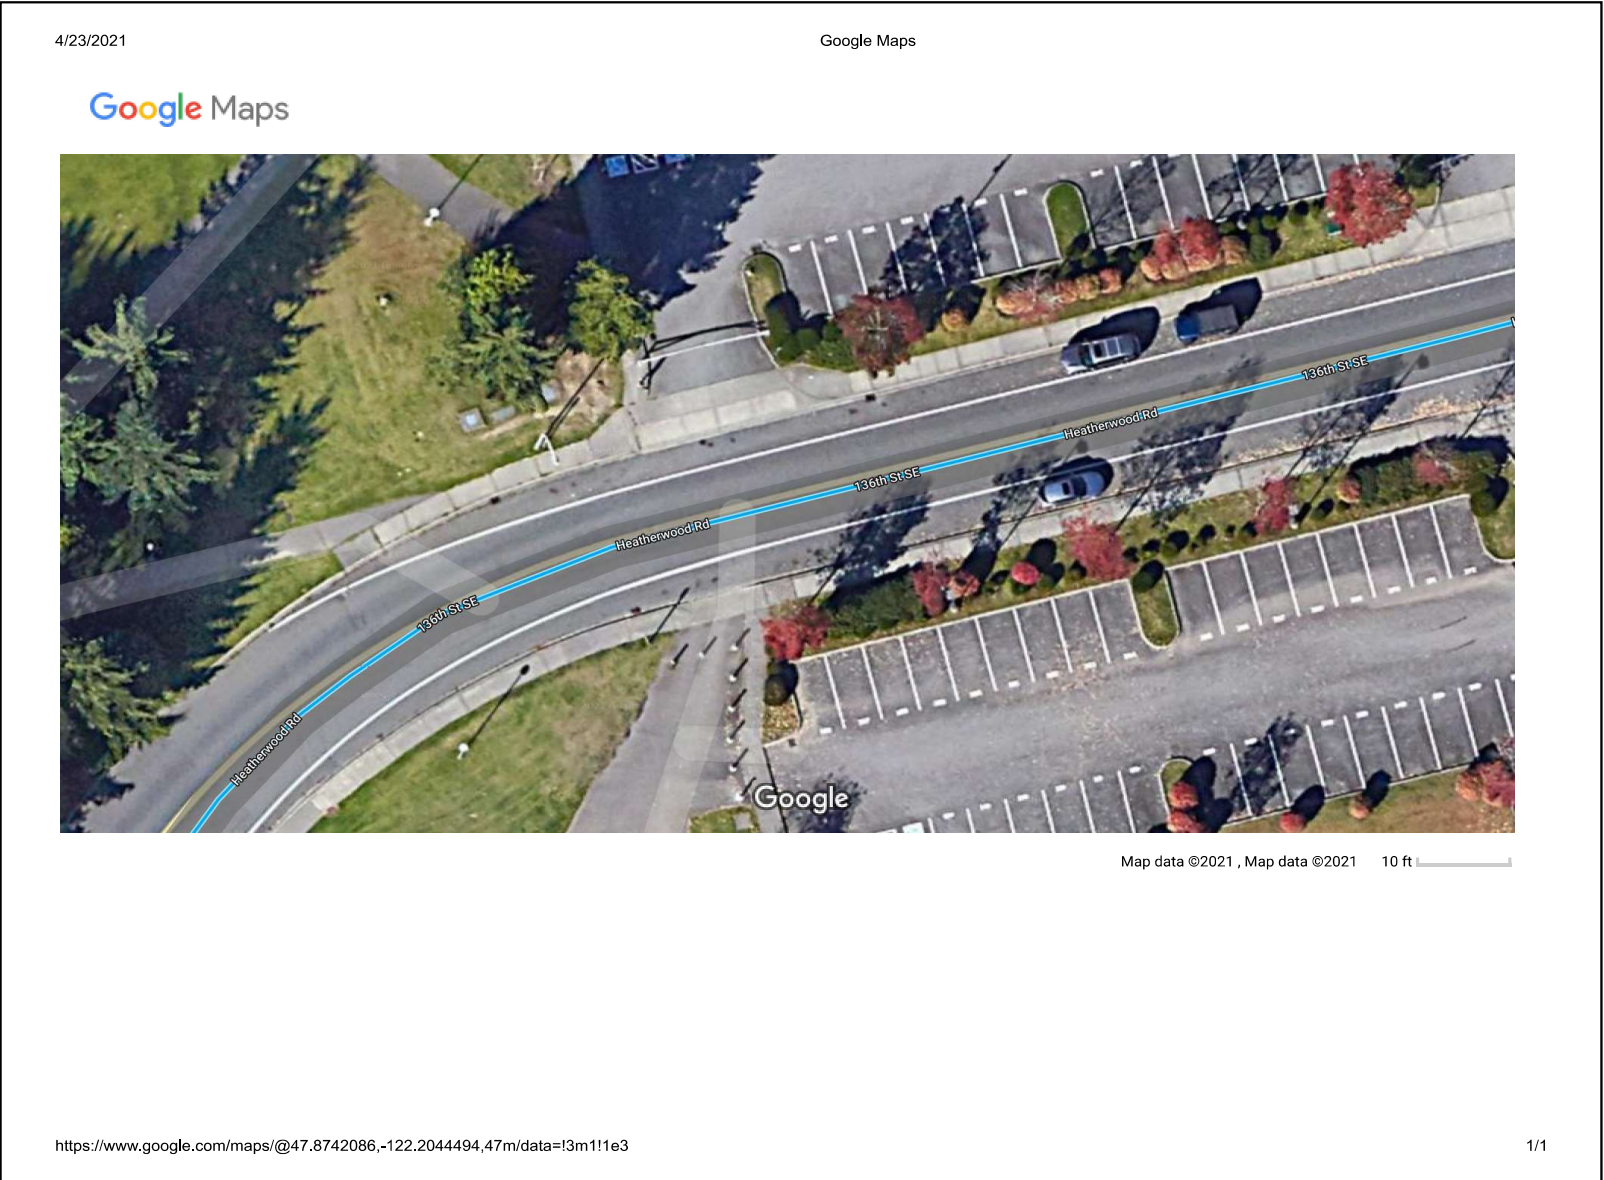 4/23/2021
Google Maps
Google Maps
136th St SE
Heatherwood Rd
136th St SE
Heatherwood Rd
136th St SE
Heatherwood Rd
Google
Map data ©2021 , Map data ©2021
10 ft
https://www.google.com/maps/@47.8742086,-122.2044494,47m/data=!3m1!1e3
1/1